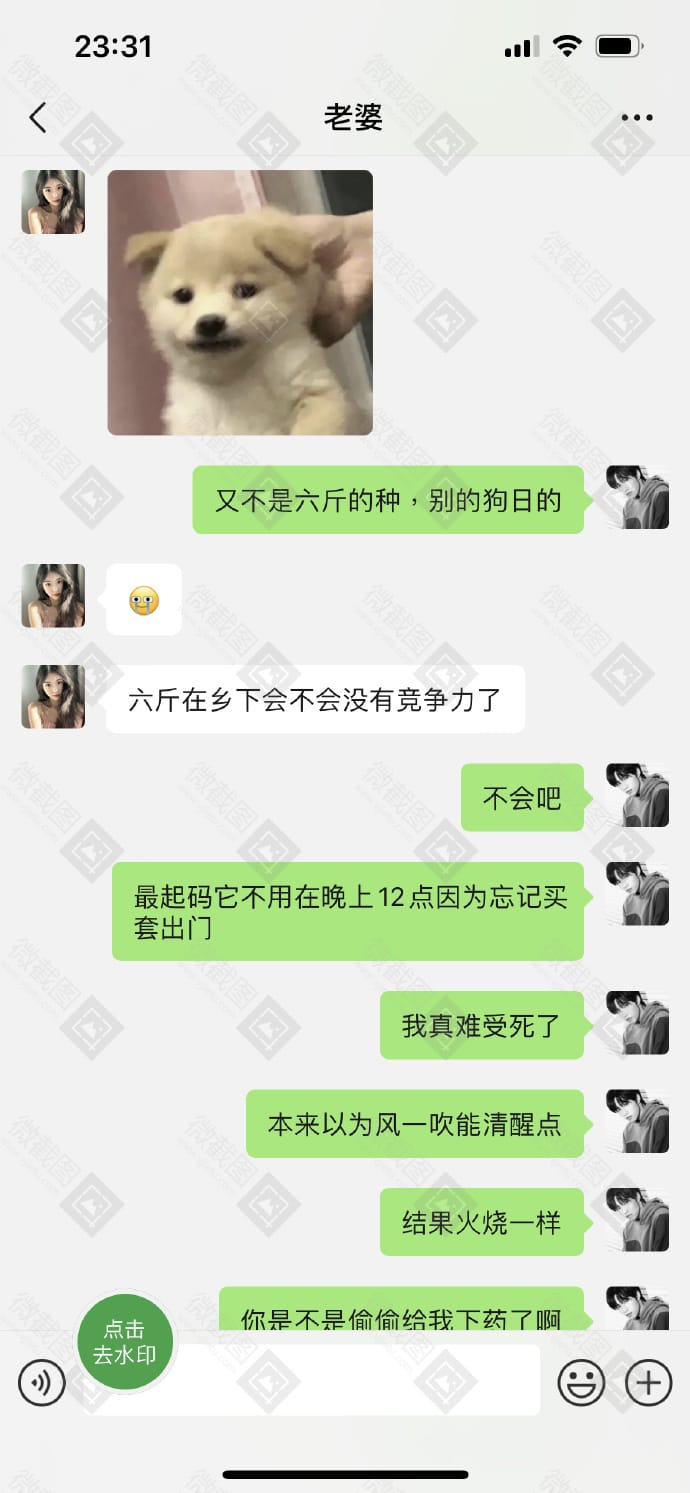 23:31
老婆
又不是六斤的种，别的狗日的
六斤在乡下会不会没有竞争力了
不会吧
最起码它不用在晚上12点因为忘记买
套出门
我真难受死了
本来以为风一吹能清醒点
结果火烧一样
你是不是偷偷给我下药了啊
点击
去水印
微截图